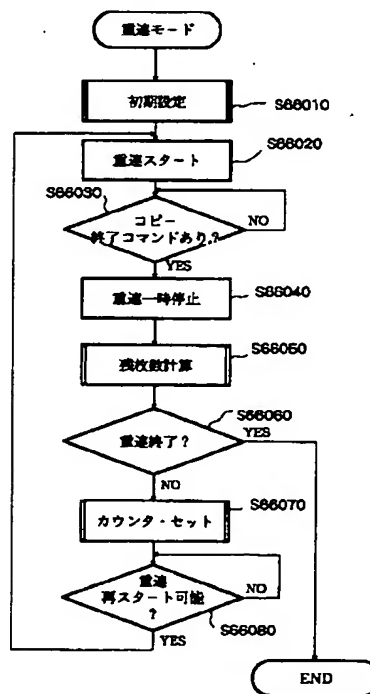 重連モード
初期設定
S66010
重連スタート
S66020
S66030
コピー
終了コマンドあり?
NO
YES
重連一時停止
S66040
残枚数計算
S66050
S66060
重連終了?
YES
NO
カウンタ・セット
S66070
重連
再スタート可能
?
NO
S66080
YES
END